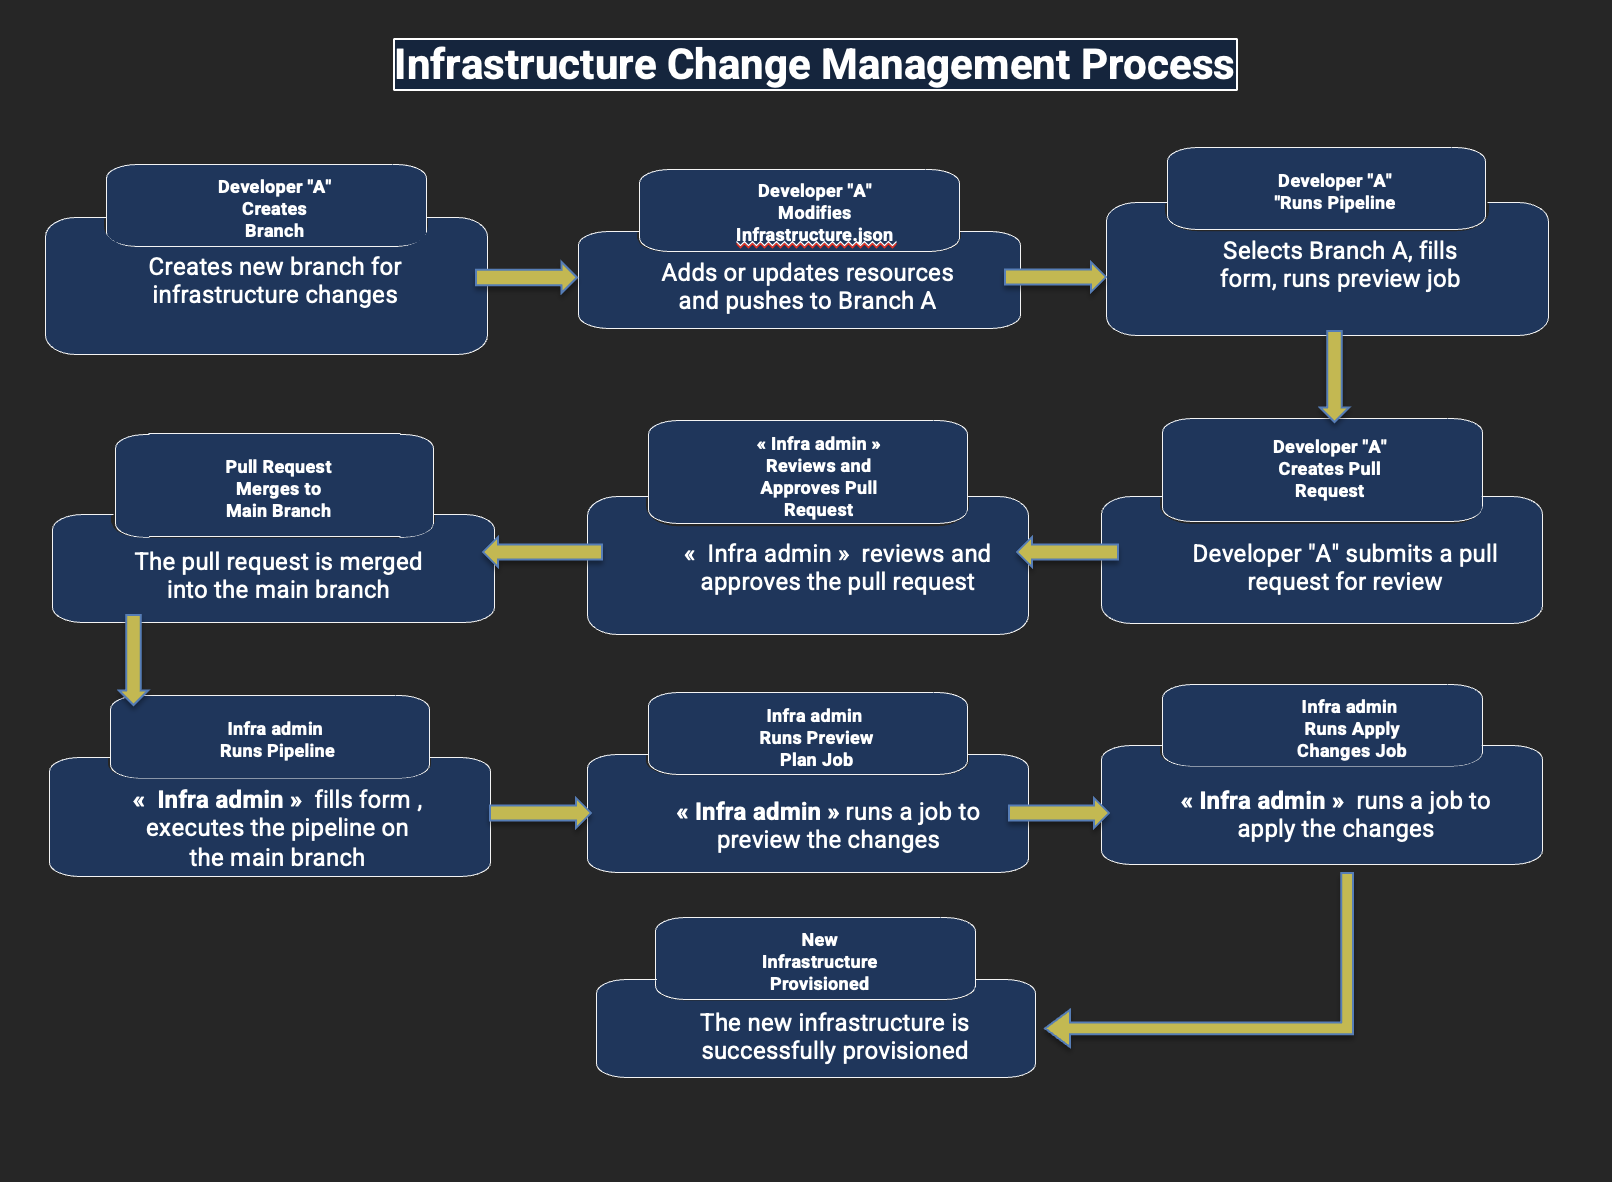 Infrastructure Change Management Process
Developer "A"
Creates
Branch
Creates new branch for
infrastructure changes
Developer "A"
Modifies
Infrastructure.json
Adds or updates resources
and pushes to Branch A
Developer "A"
"Runs Pipeline
Selects Branch A, fills
form, runs preview job
Developer "A"
Creates Pull
Request
Developer "A" submits a pull
request for review
« Infra admin »
Reviews and
Approves Pull
Request
« Infra admin » reviews and
approves the pull request
Pull Request
Merges to
Main Branch
The pull request is merged
into the main branch
Infra admin
Runs Pipeline
« Infra admin » fills form ,
executes the pipeline on
the main branch
Infra admin
Runs Preview
Plan Job
« Infra admin » runs a job to
preview the changes
Infra admin
Runs Apply
Changes Job
« Infra admin » runs a job to
apply the changes
New
Infrastructure
Provisioned
The new infrastructure is
successfully provisioned